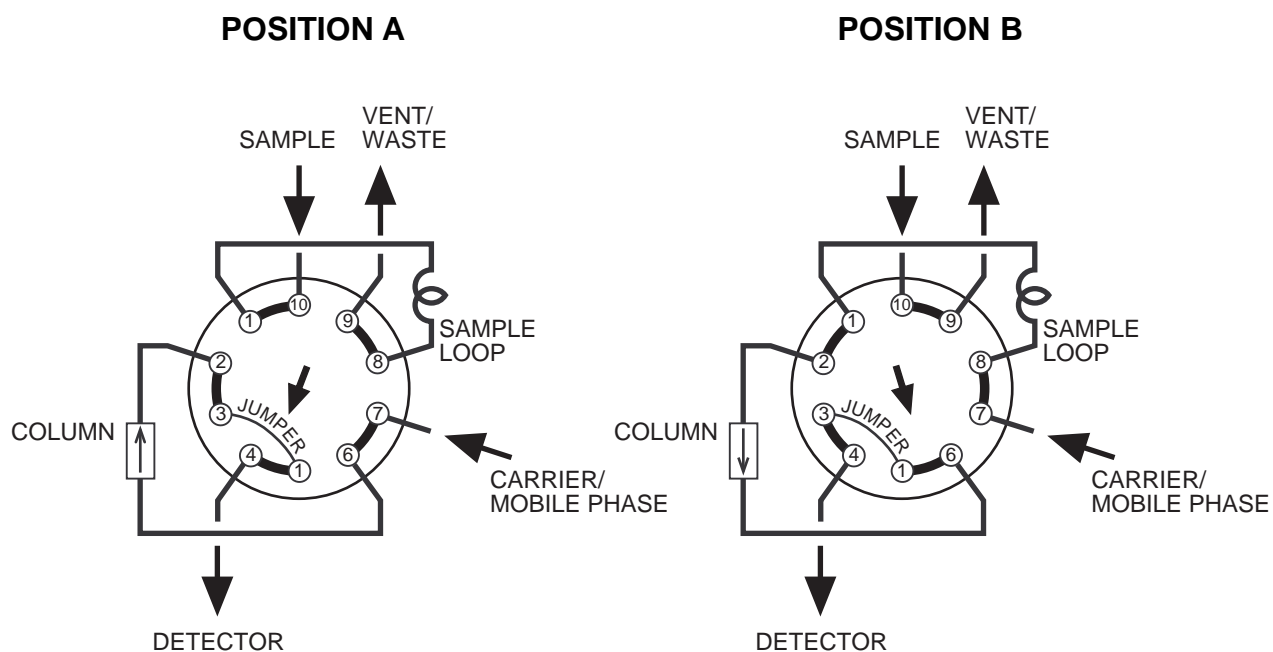 POSITION A
VENT/
WASTE
SAMPLE
10
1
9
SAMPLE
LOOP
8
2
3
JUMPER
7
COLUMN
4
1
6
CARRIER/
MOBILE PHASE
DETECTOR
POSITION B
VENT/
WASTE
SAMPLE
10
1
9
SAMPLE
LOOP
8
2
3
JUMPER
7
COLUMN
4
1
6
CARRIER/
MOBILE PHASE
DETECTOR